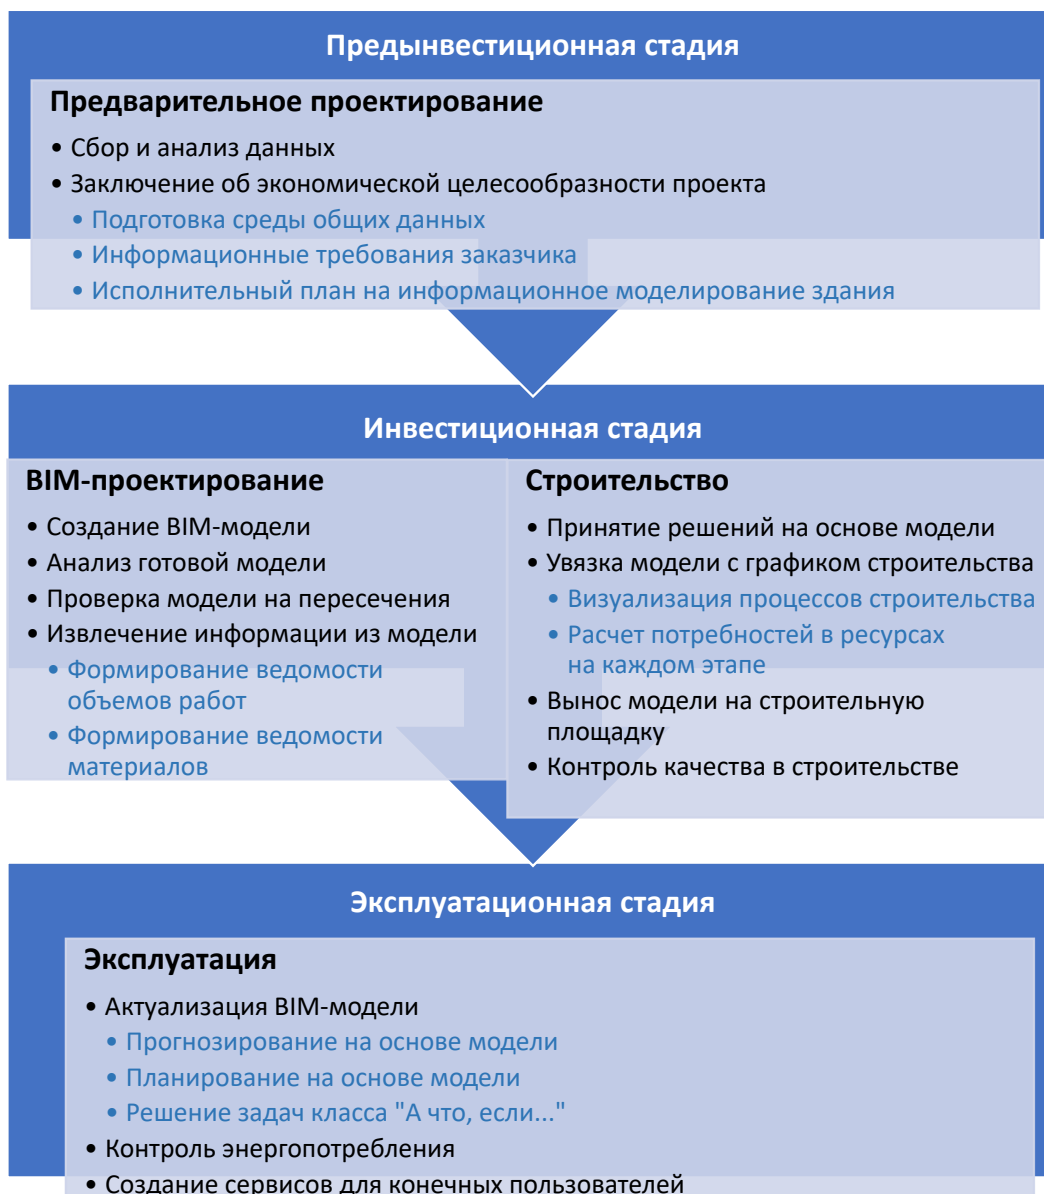 Предынвестиционная стадия
Предварительное проектирование
• Сбор и анализ данных
• Заключение об экономической целесообразности проекта
• Подготовка среды общих данных
• Информационные требования заказчика
• Исполнительный план на информационное моделирование здания
Инвестиционная стадия
BIM-проектирование
• Создание BIM-модели
• Анализ готовой модели
• Проверка модели на пересечения
• Извлечение информации из модели
• Формирование ведомости
объемов работ
• Формирование ведомости
материалов
Строительство
• Принятие решений на основе модели
• Увязка модели с графиком строительства
• Визуализация процессов строительства
• Расчет потребностей в ресурсах
на каждом этапе
• Вынос модели на строительную
площадку
• Контроль качества в строительстве
Эксплуатационная стадия
Эксплуатация
• Актуализация BIM-модели
• Прогнозирование на основе модели
• Планирование на основе модели
• Решение задач класса "А что, если..."
• Контроль энергопотребления
• Создание сервисов для конечных пользователей